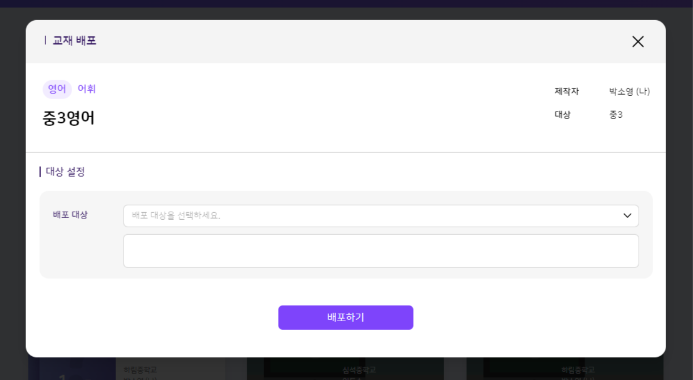 교재 배포
영어 어휘
중3영어
제작자 박소영 (나)
대상 중3
대상 설정
배포 대상 배포 대상을 선택하세요.
배포하기